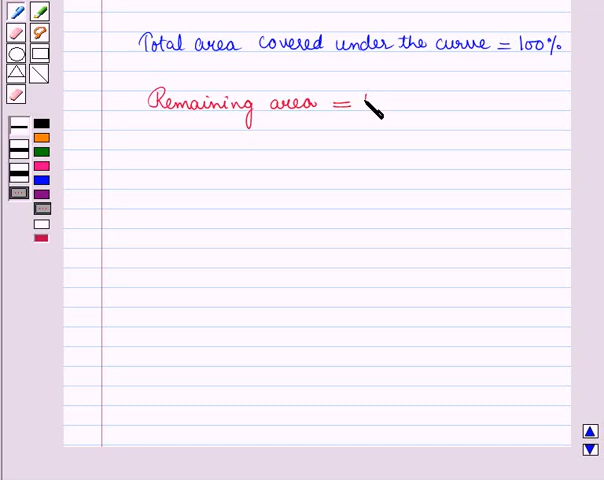 Total area covered under the curve = 100%.
Remaining area =